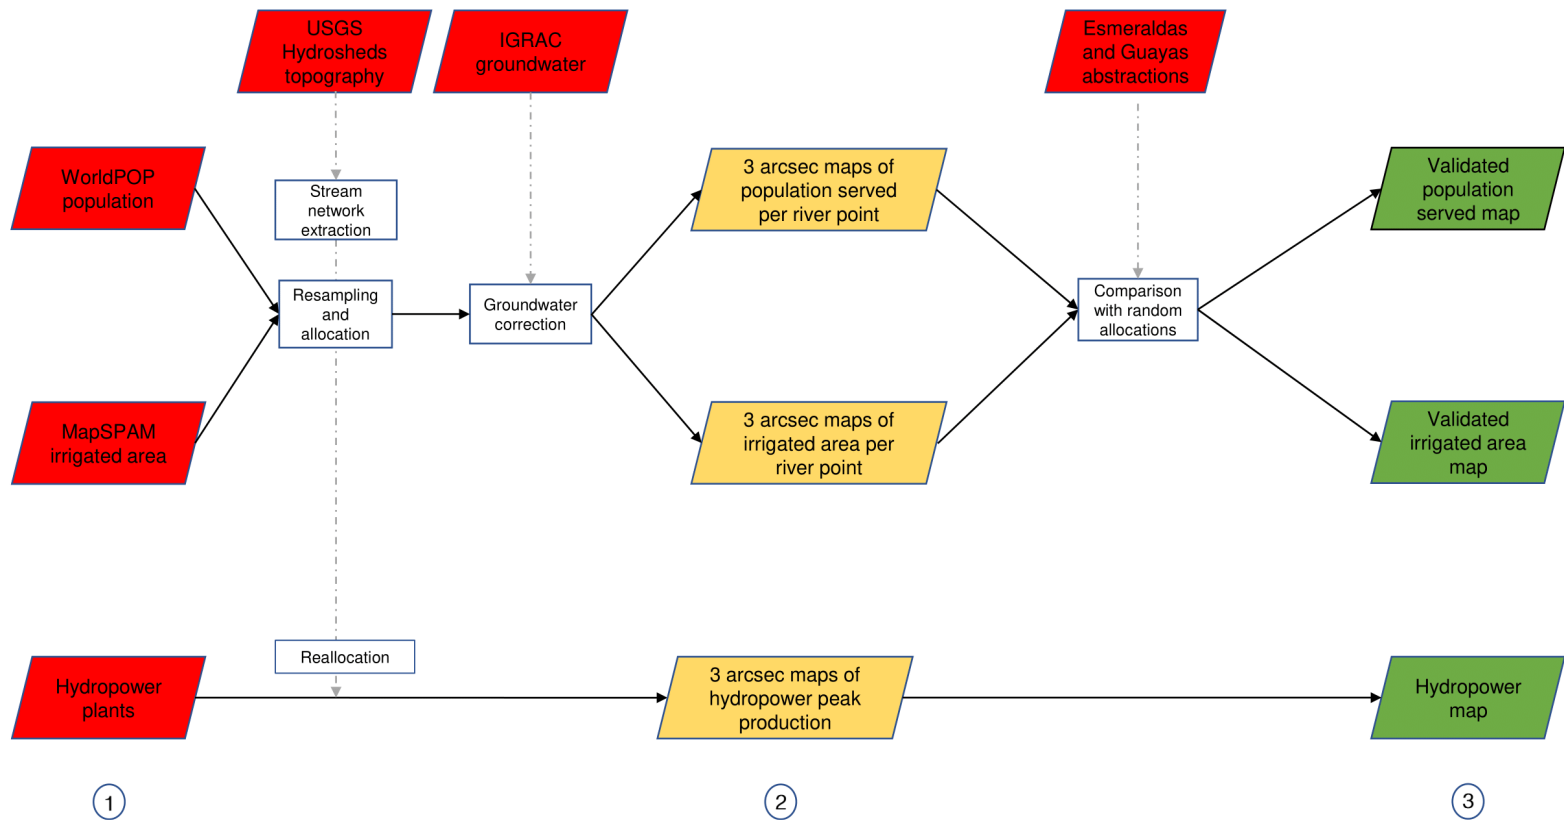 USGS
Hydrosheds
topography
IGRAC
groundwater
Esmeraldas
and Guayas
abstractions
WorldPOP
population
Stream
network
extraction
3 arcsec maps of
population served
per river point
Validated
population
served map
Resampling
and
allocation
Groundwater
correction
Comparison
with random
allocations
MapSPAM
irrigated area
3 arcsec maps of
irrigated area per
river point
Validated
irrigated area
map
Reallocation
Hydropower
plants
3 arcsec maps of
hydropower peak
production
Hydropower
map
1
2
3